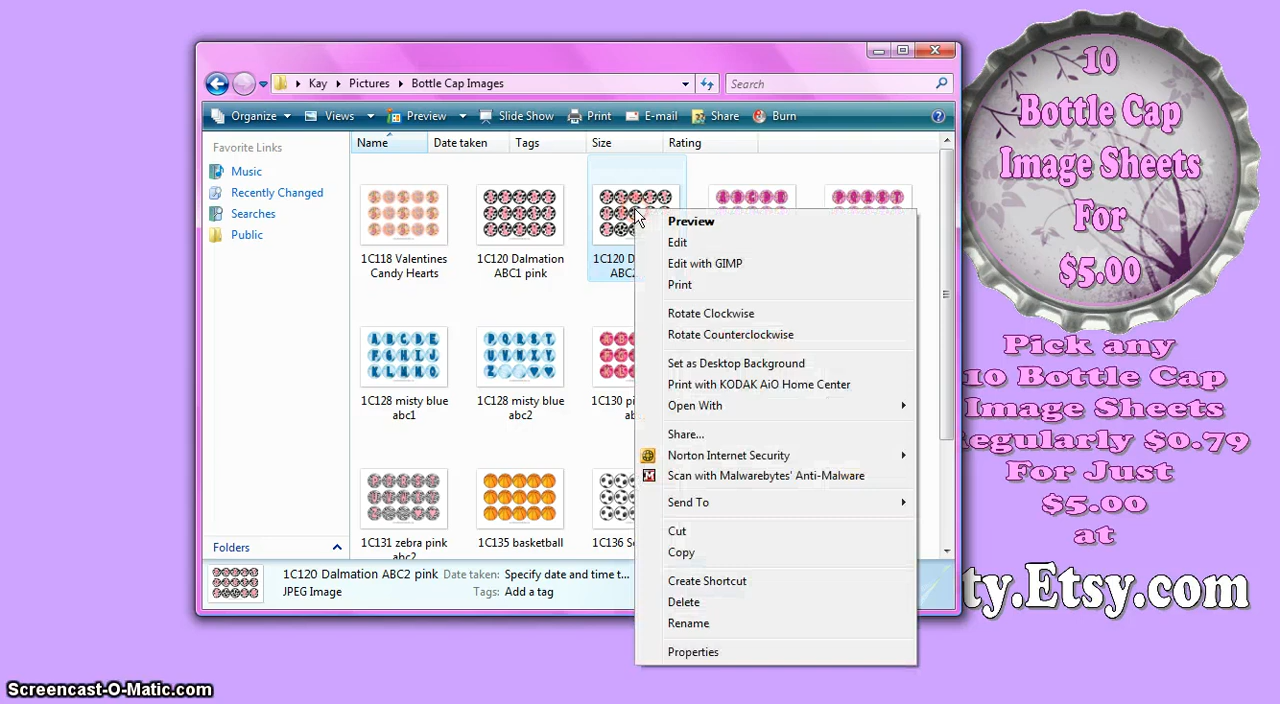 10
Bottle Cap
Image Sheets
For
$5.00
Kay
Pictures
Bottle Cap Images
Search
Organize
Views
Preview
Slide Show
Print
E-mail
Share
Burn
Favorite Links
Name
Date taken
Tags
Size
Rating
Music
Recently Changed
Searches
Public
1C118 Valentines
Candy Hearts
1C120 Dalmation
ABC1 pink
1C120 D
ABC2
Preview
Edit
Edit with GIMP
Print
Rotate Clockwise
Rotate Counterclockwise
Set as Desktop Background
Print with KODAK AiO Home Center
Open With
Share...
Norton Internet Security
Scan with Malwarebytes' Anti-Malware
Send To
Cut
Copy
Create Shortcut
Delete
Rename
Properties
A B C D E
F G H I J
K L M N O
P Q R S T
U V W X Y
Z
1C128 misty blue
abc1
1C128 misty blue
abc2
1C130 pi
ab
1C131 zebra pink
abc2
1C135 basketball
1C136 S
Folders
1C120 Dalmation ABC2 pink
Date taken: Specify date and time t...
JPEG Image
Tags: Add a tag
Pick any
10 Bottle Cap
Image Sheets
egularly $0.79
For Just
$5.00
at
ty.Etsy.com
Screencast-O-Matic.com